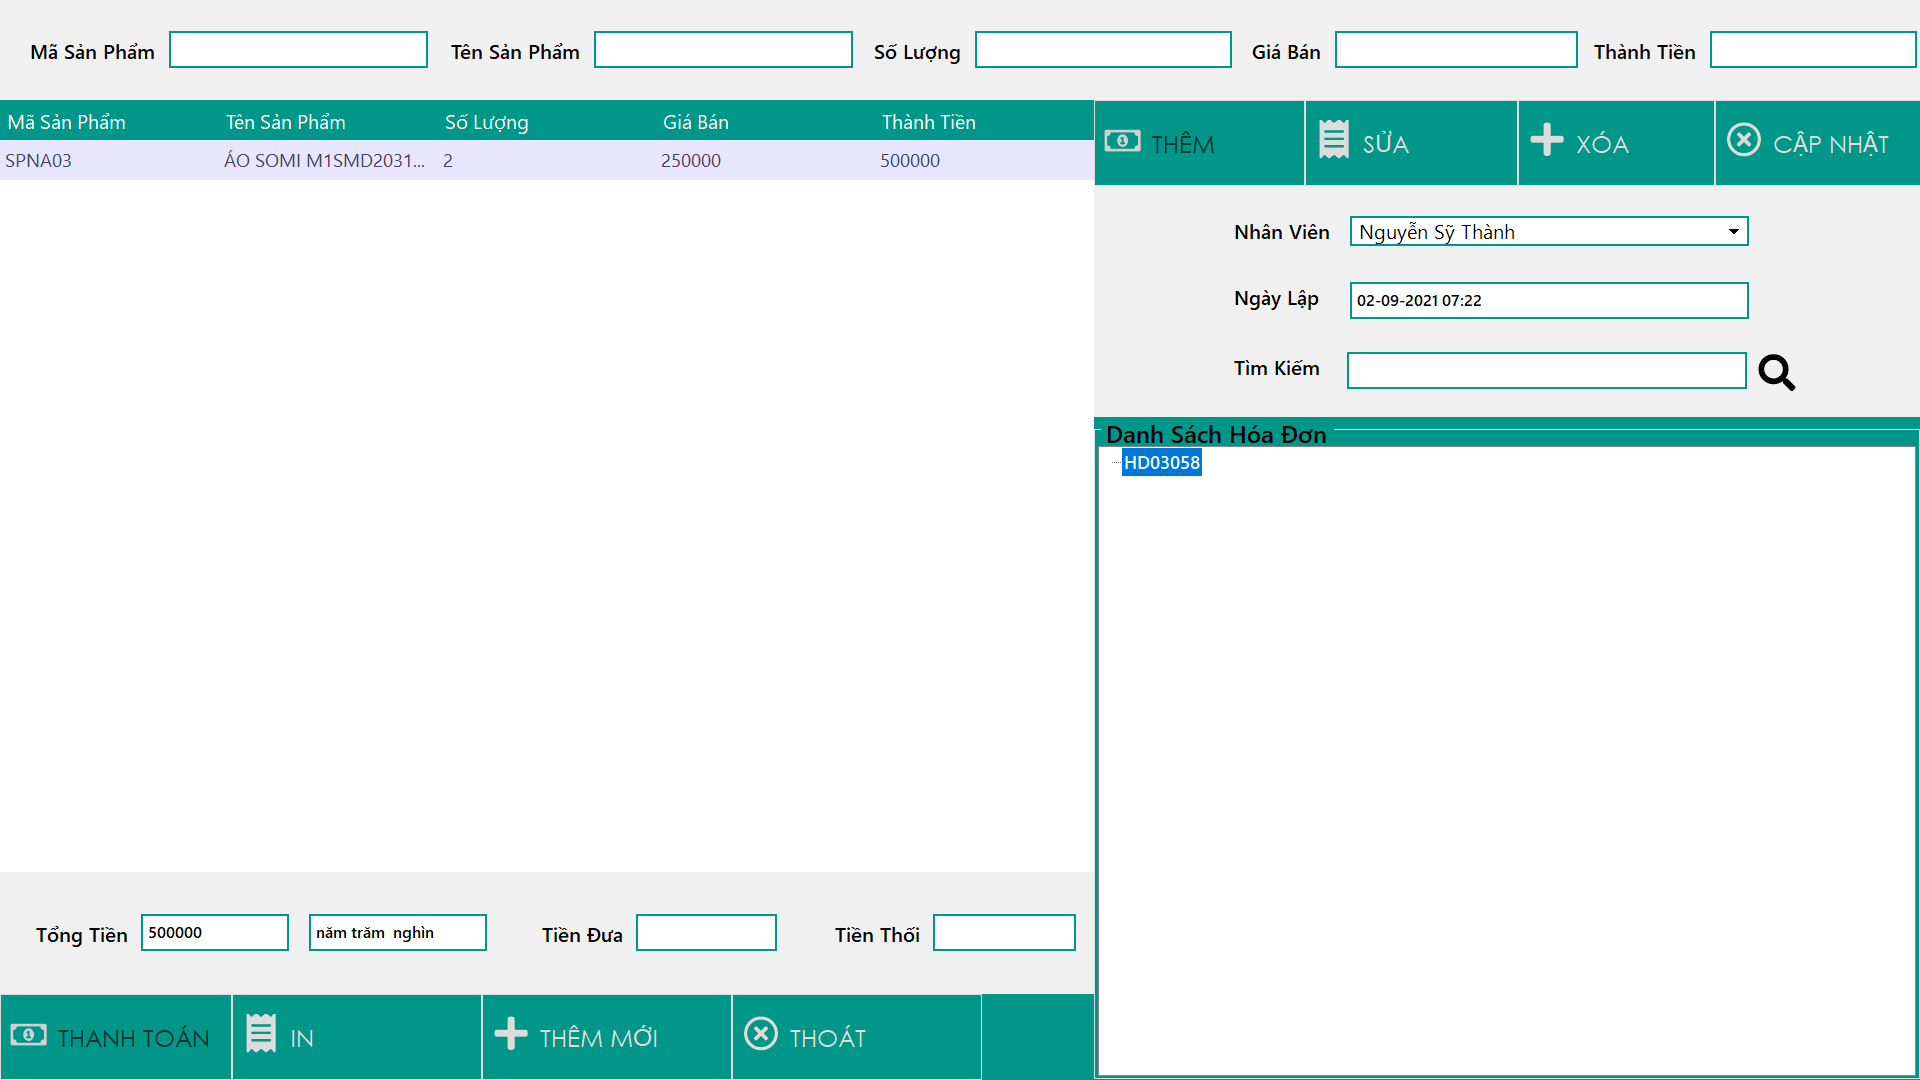 Mã Sản Phẩm
Tên Sản Phẩm
Số Lượng
Giá Bán
Thành Tiền
Mã Sản Phẩm Tên Sản Phẩm Số Lượng Giá Bán Thành Tiền
SPNA03 ÁO SOMI M1SMD2031... 2 250000 500000
THÊM
SỬA
XÓA
CẬP NHẬT
Nhân Viên Nguyễn Sỹ Thành
Ngày Lập 02-09-2021 07:22
Tìm Kiếm
Danh Sách Hóa Đơn
HD03058
Tổng Tiền 500000 năm trăm  nghìn Tiền Đưa Tiền Thối
THANH TOÁN
IN
THÊM MỚI
THOÁT